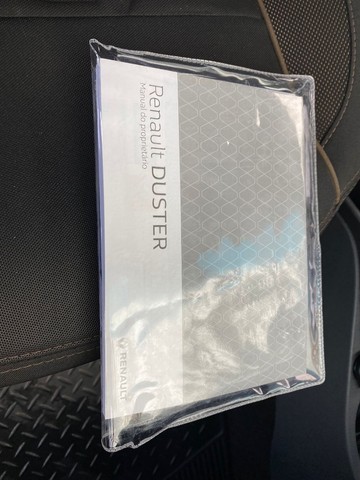 Renault DUSTER
Manual do proprietário
RENAULT